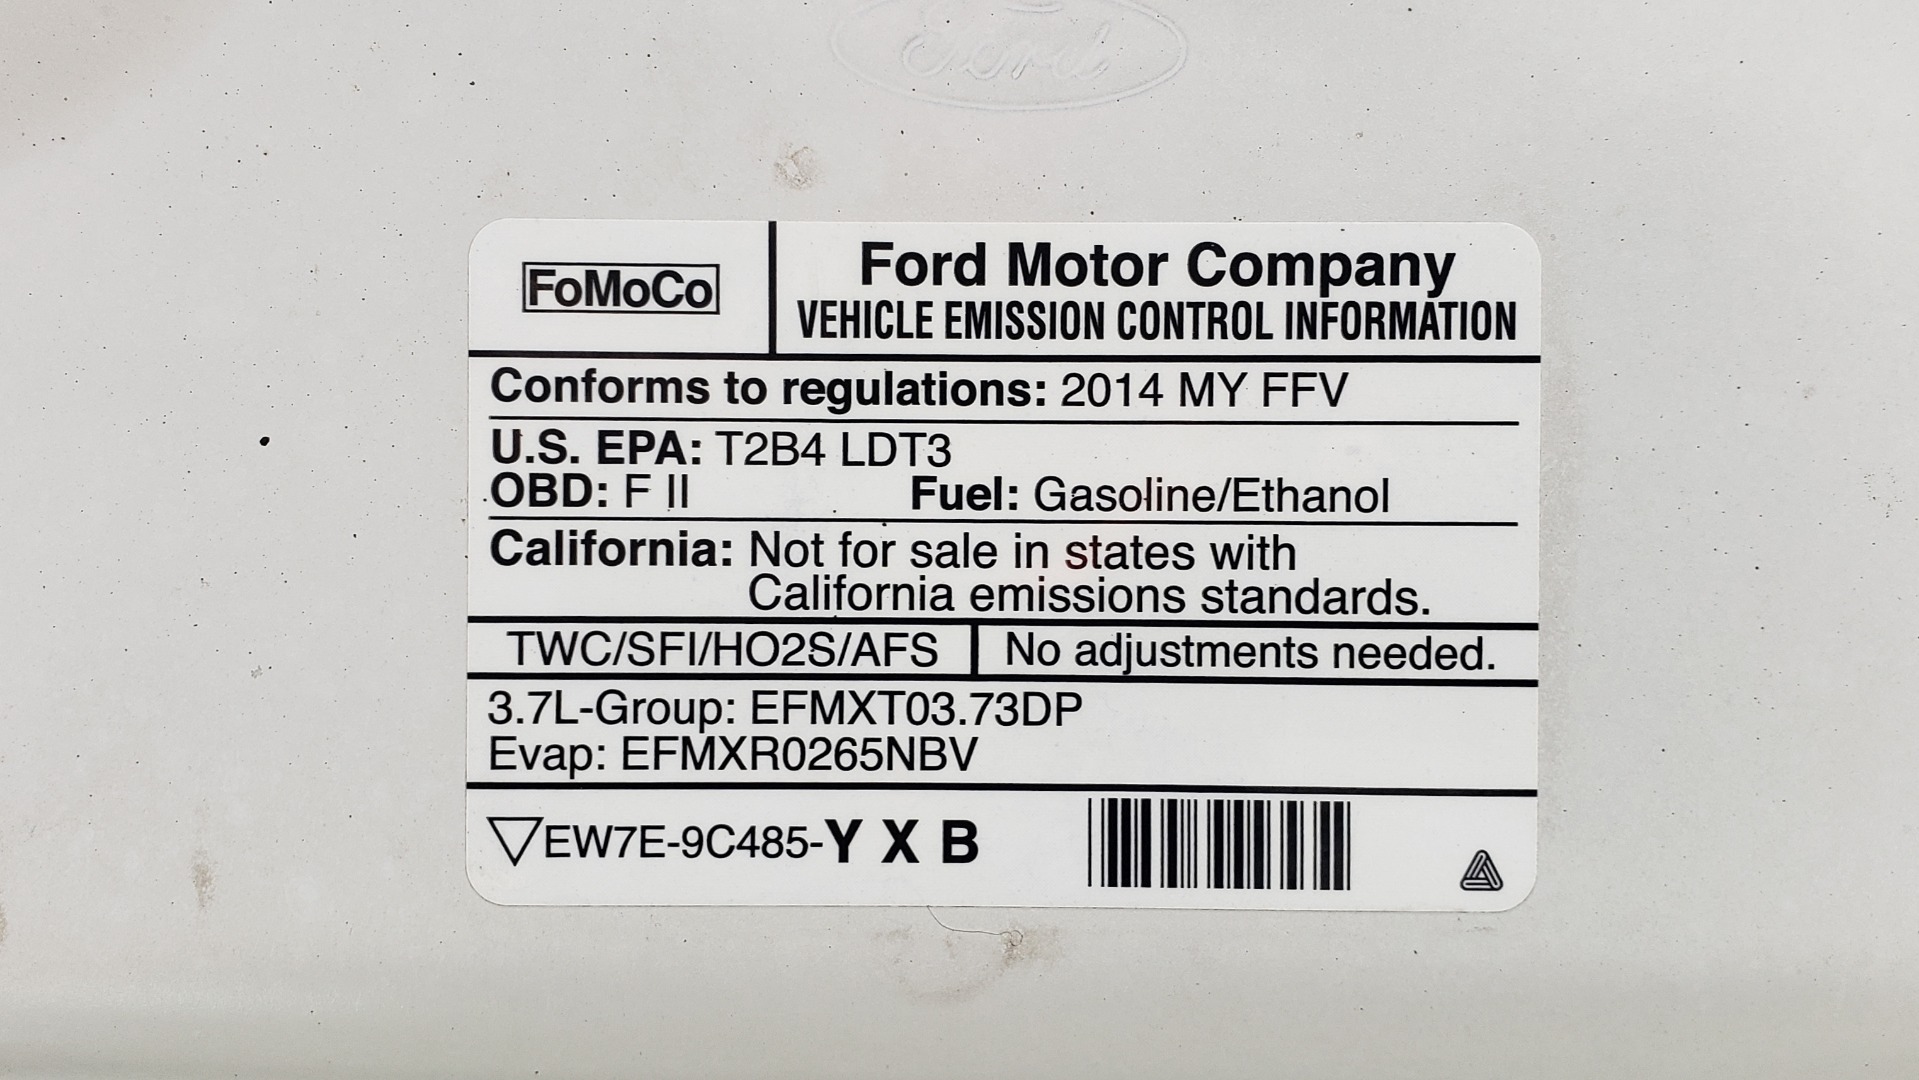 Ford
FoMoCo
Ford Motor Company
VEHICLE EMISSION CONTROL INFORMATION
Conforms to regulations: 2014 MY FFV
U.S. EPA: T2B4 LDT3
OBD: F II Fuel: Gasoline/Ethanol
California: Not for sale in states with
California emissions standards.
TWC/SFI/HO2S/AFS No adjustments needed.
3.7L-Group: EFMXT03.73DP
Evap: EFMXR0265NBV
EW7E-9C485-Y X B